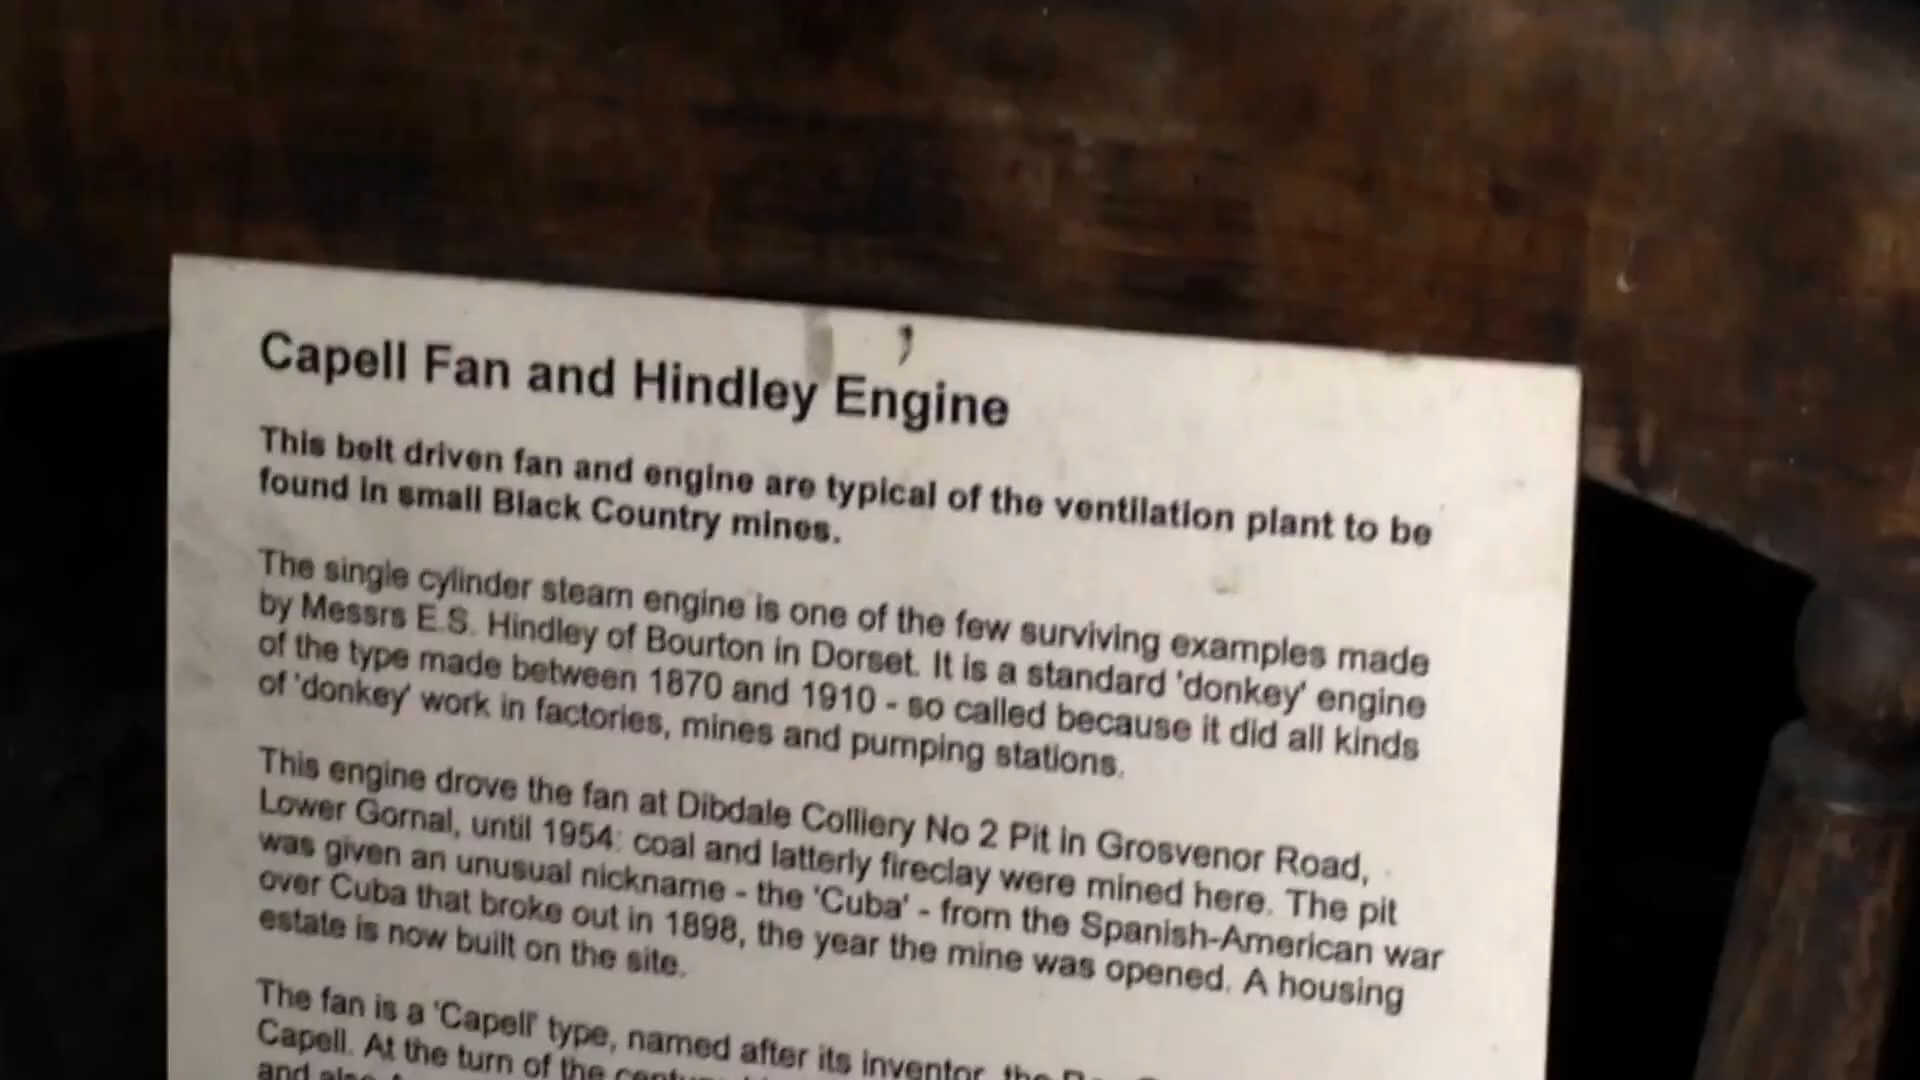 Capell Fan and Hindley Engine
This belt driven fan and engine are typical of the ventilation plant to be
found in small Black Country mines.
The single cylinder steam engine is one of the few surviving examples made
by Messrs E.S. Hindley of Bourton in Dorset. It is a standard 'donkey' engine
of the type made between 1870 and 1910 - so called because it did all kinds
of 'donkey' work in factories, mines and pumping stations.
This engine drove the fan at Dibdale Colliery No 2 Pit in Grosvenor Road,
Lower Gornal, until 1954: coal and latterly fireclay were mined here. The pit
was given an unusual nickname - the 'Cuba' - from the Spanish-American war
over Cuba that broke out in 1898, the year the mine was opened. A housing
estate is now built on the site.
The fan is a 'Capell' type, named after its inventor, the
Capell. At the turn of the
and also